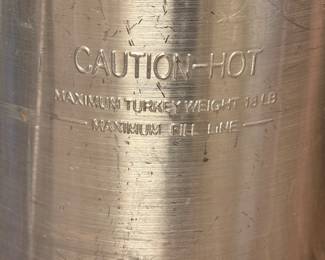 CAUTION-HOT
MAXIMUM TURKEY WEIGHT 18 LB
MAXIMUM FILL LINE